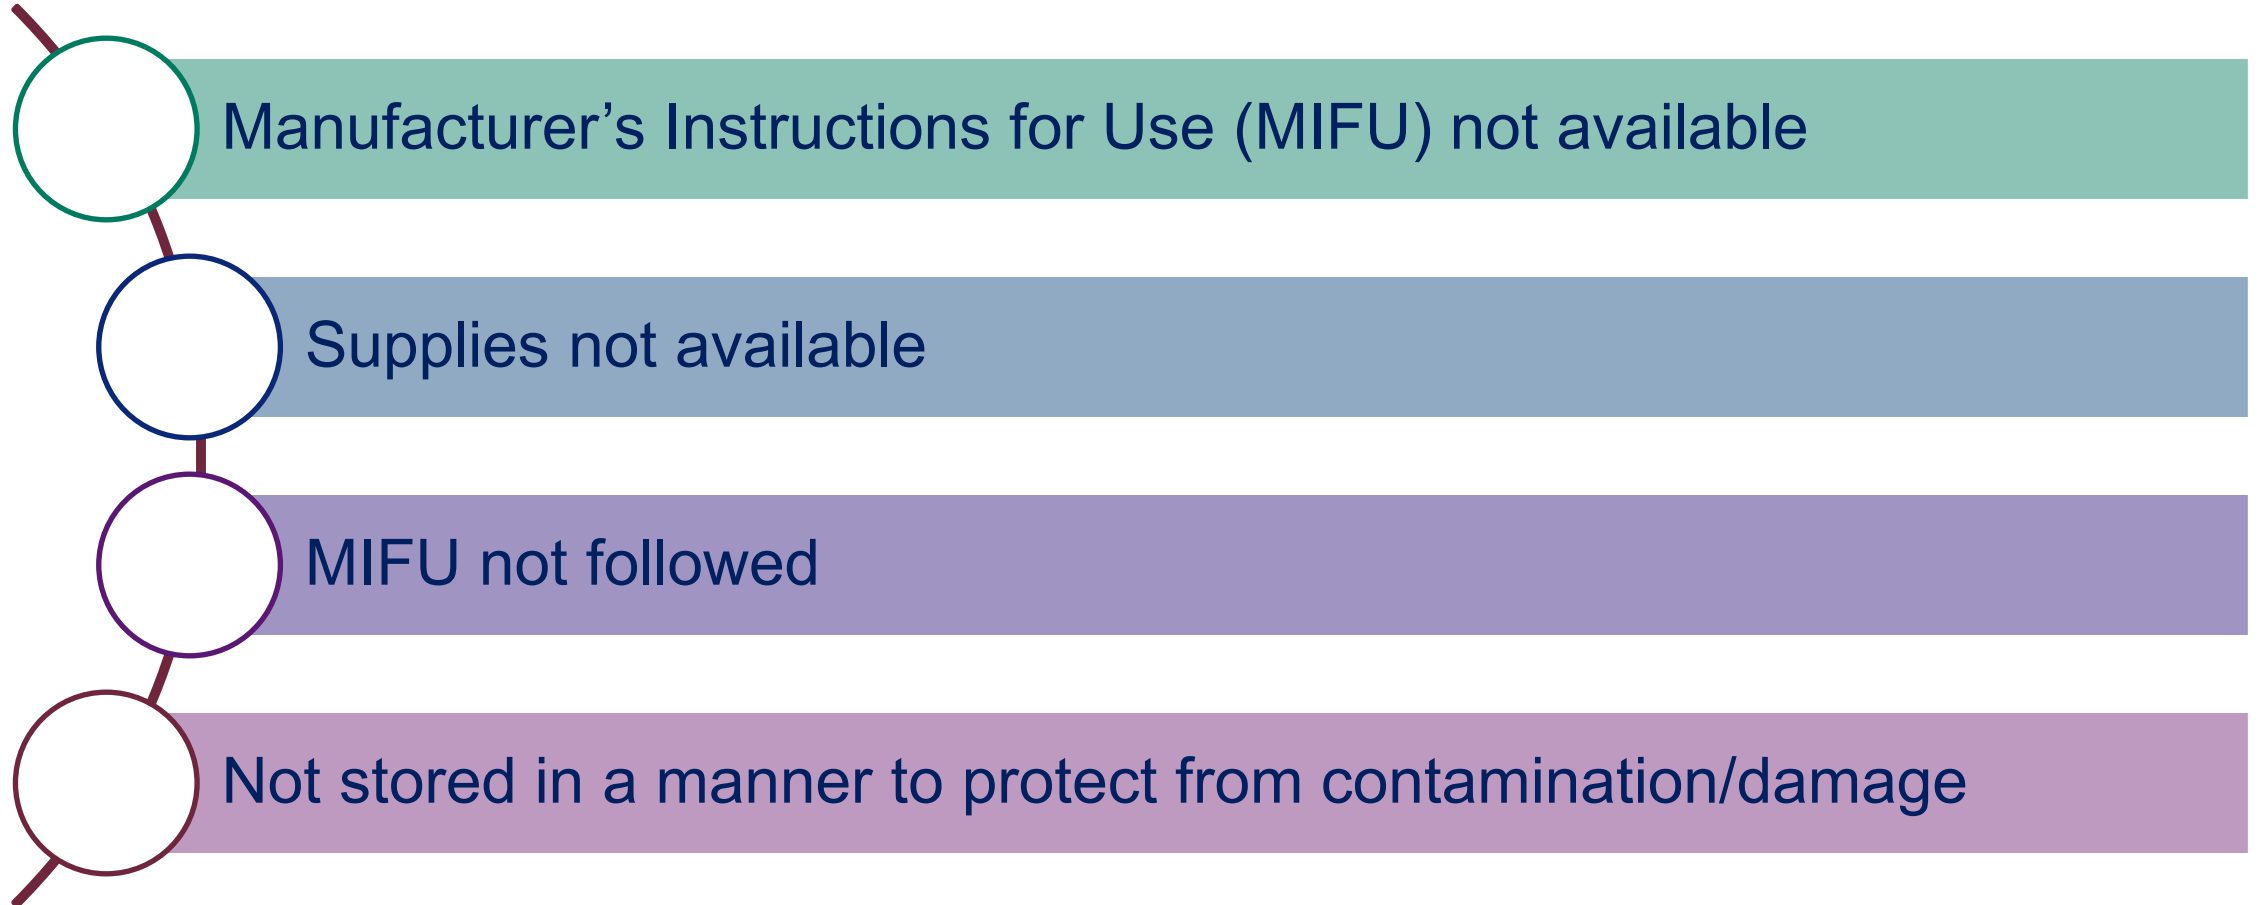 Manufacturer’s Instructions for Use (MIFU) not available
Supplies not available
MIFU not followed
Not stored in a manner to protect from contamination/damage